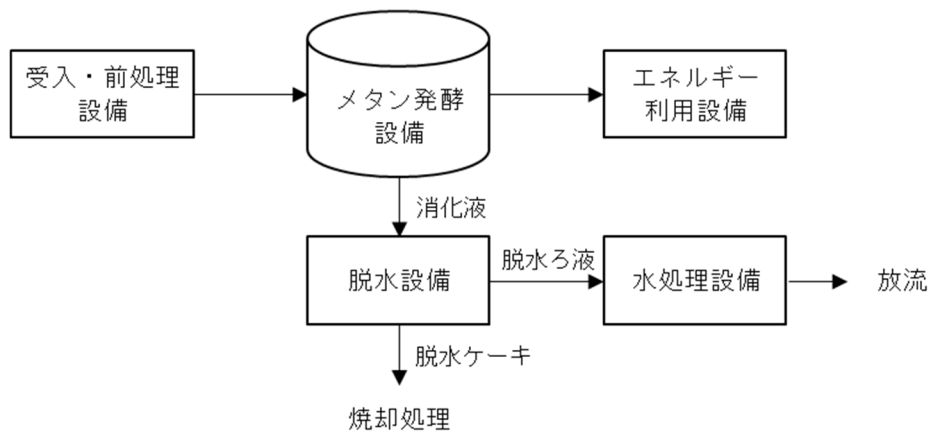 受入・前処理
設備
メタン発酵
設備
エネルギー
利用設備
消化液
脱水設備
脱水ろ液
水処理設備
放流
脱水ケーキ
焼却処理